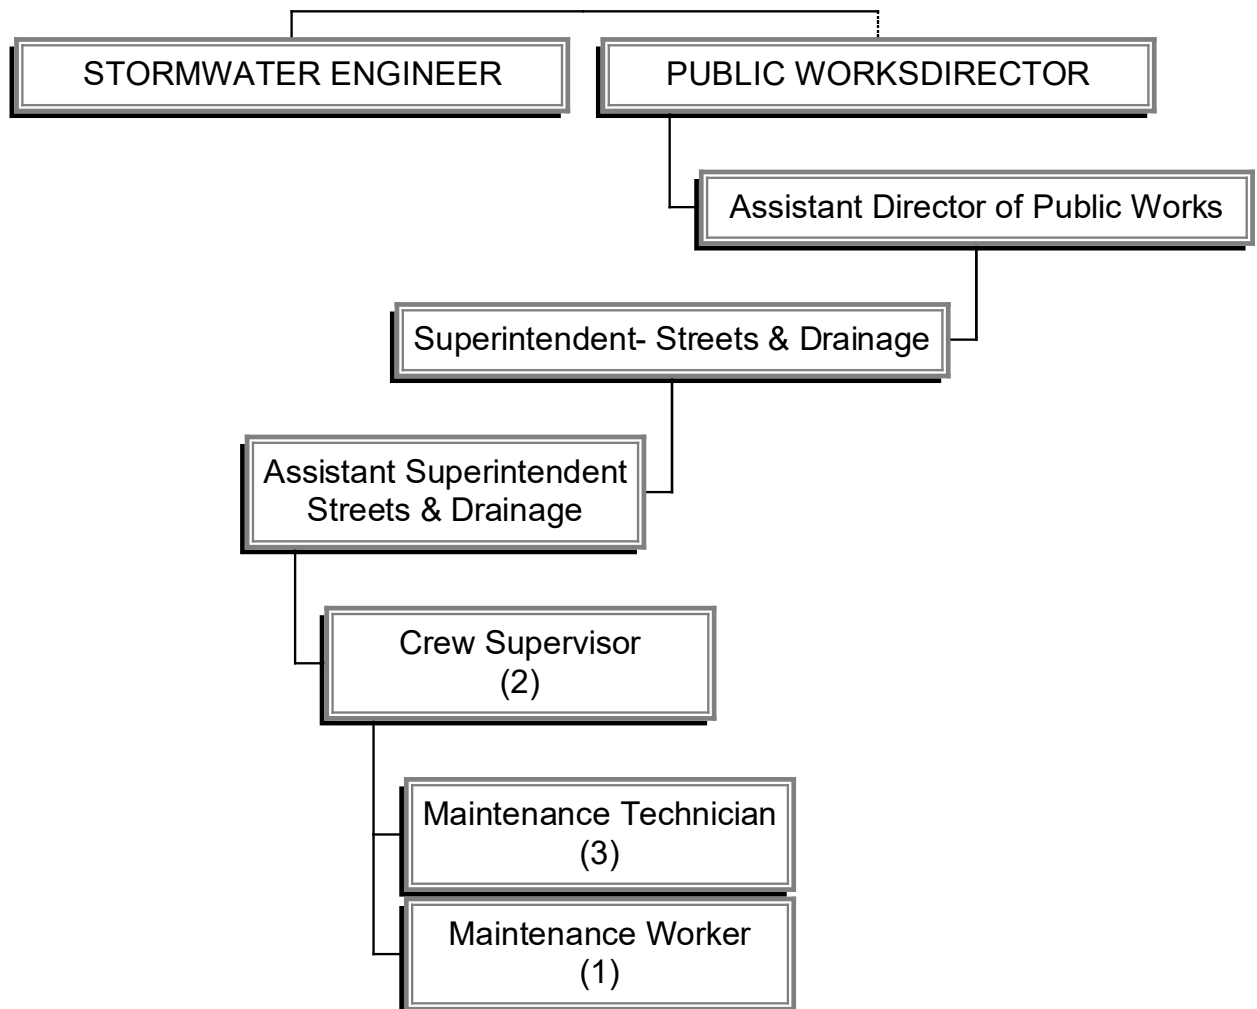 STORMWATER ENGINEER
PUBLIC WORKSDIRECTOR
Assistant Director of Public Works
Superintendent- Streets & Drainage
Assistant Superintendent
Streets & Drainage
Crew Supervisor
(2)
Maintenance Technician
(3)
Maintenance Worker
(1)